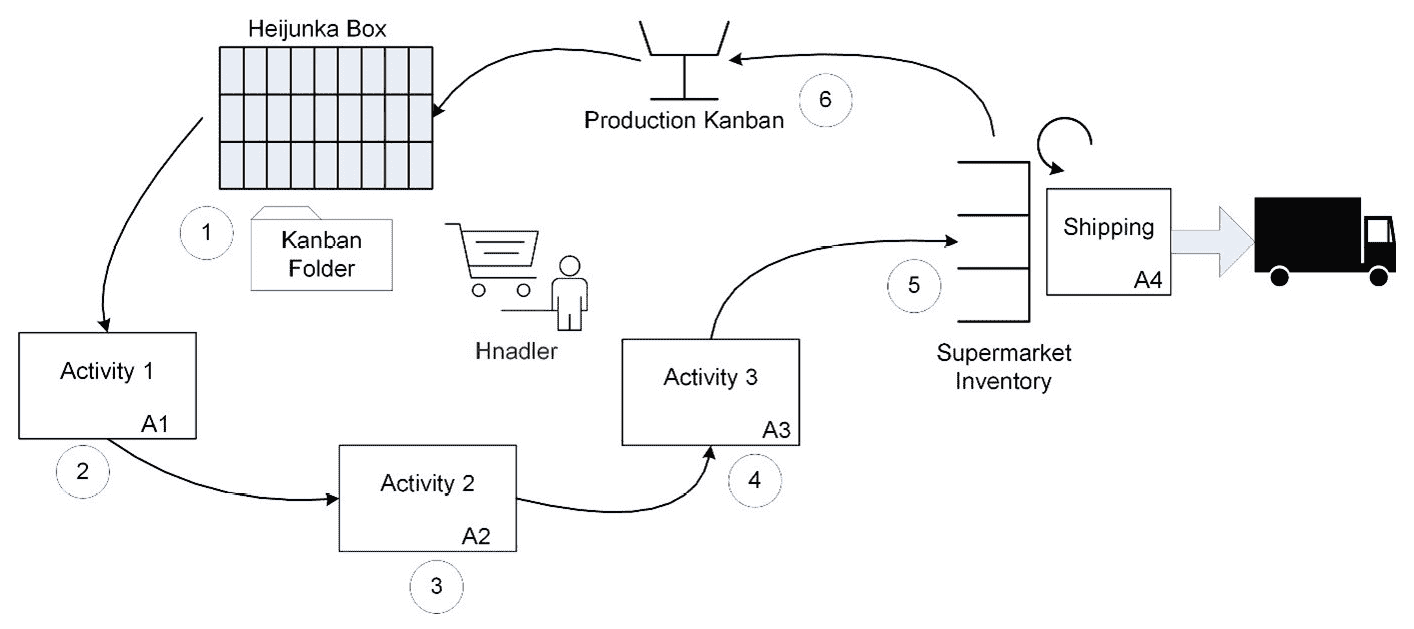 Heijunka Box
Production Kanban
6
1
Kanban
Folder
Hnadler
Shipping
A4
5
Supermarket
Inventory
Activity 1
A1
2
Activity 2
A2
3
Activity 3
A3
4